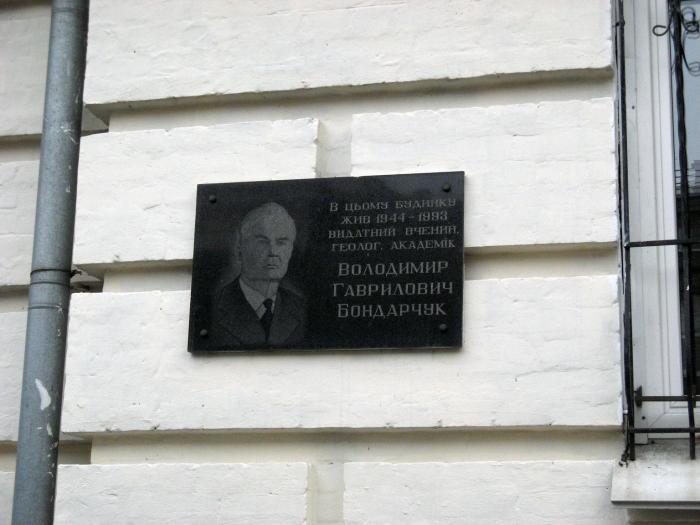 В ЦЬОМУ БУДИНКУ
ЖИВ 1944-1993
ВИДАТНИЙ ВЧЕНИЙ,
ГЕОЛОГ, АКАДЕМІК
ВОЛОДИМИР
ГАВРИЛОВИЧ
БОНДАРЧУК